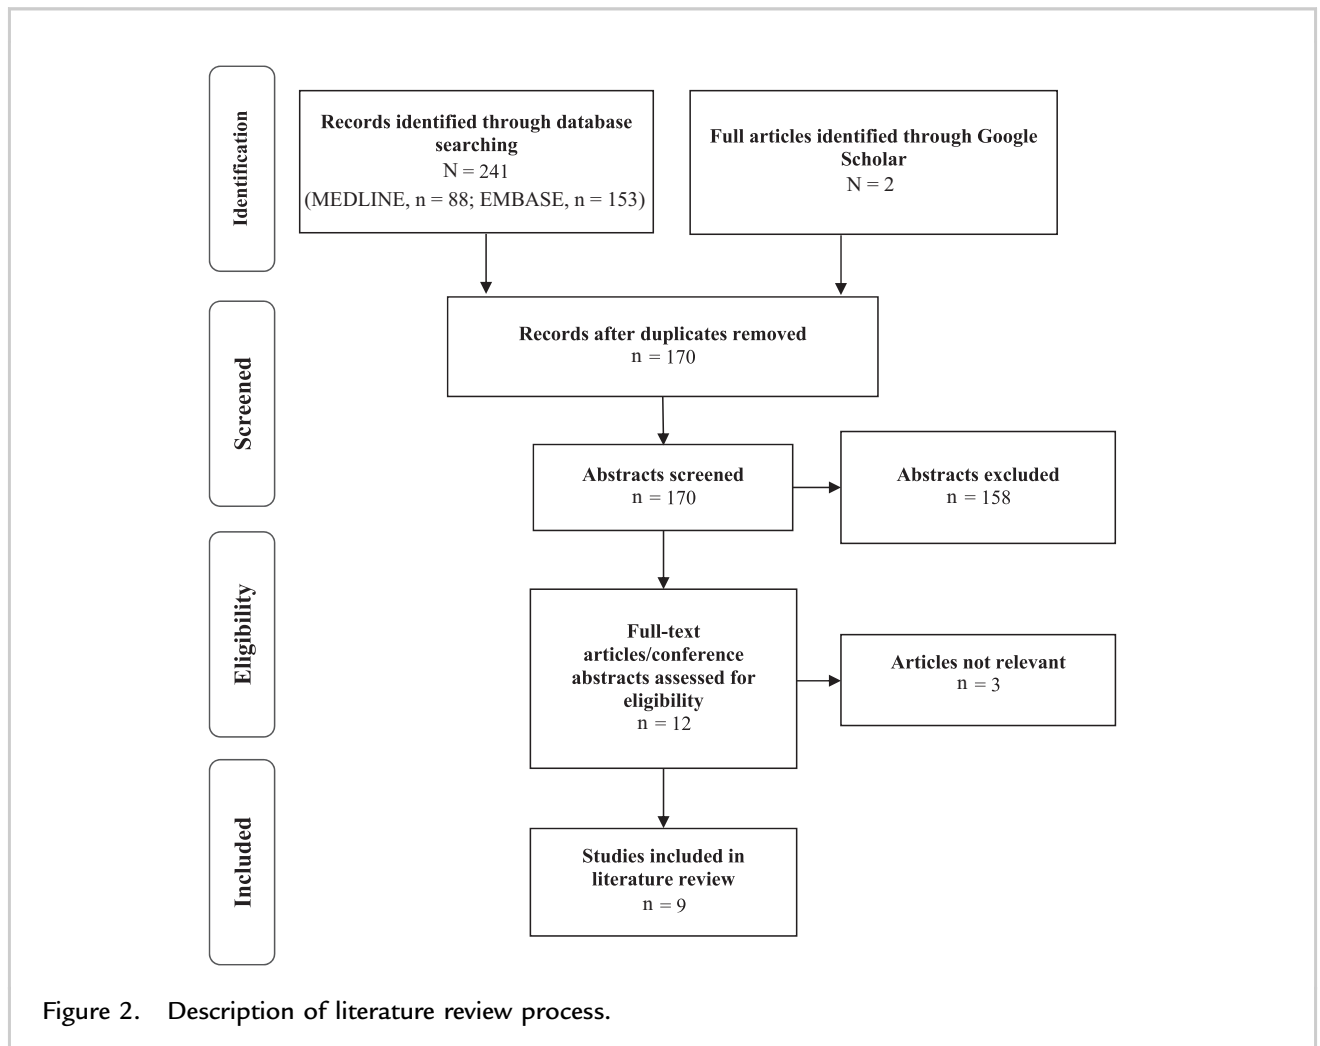 Identification
Records identified through database
searching
N = 241
(MEDLINE, n = 88; EMBASE, n = 153)
Full articles identified through Google
Scholar
N = 2
Screened
Records after duplicates removed
n = 170
Abstracts screened
n = 170
Abstracts excluded
n = 158
Eligibility
Full-text
articles/conference
abstracts assessed for
eligibility
n = 12
Articles not relevant
n = 3
Included
Studies included in
literature review
n = 9
Figure 2. Description of literature review process.